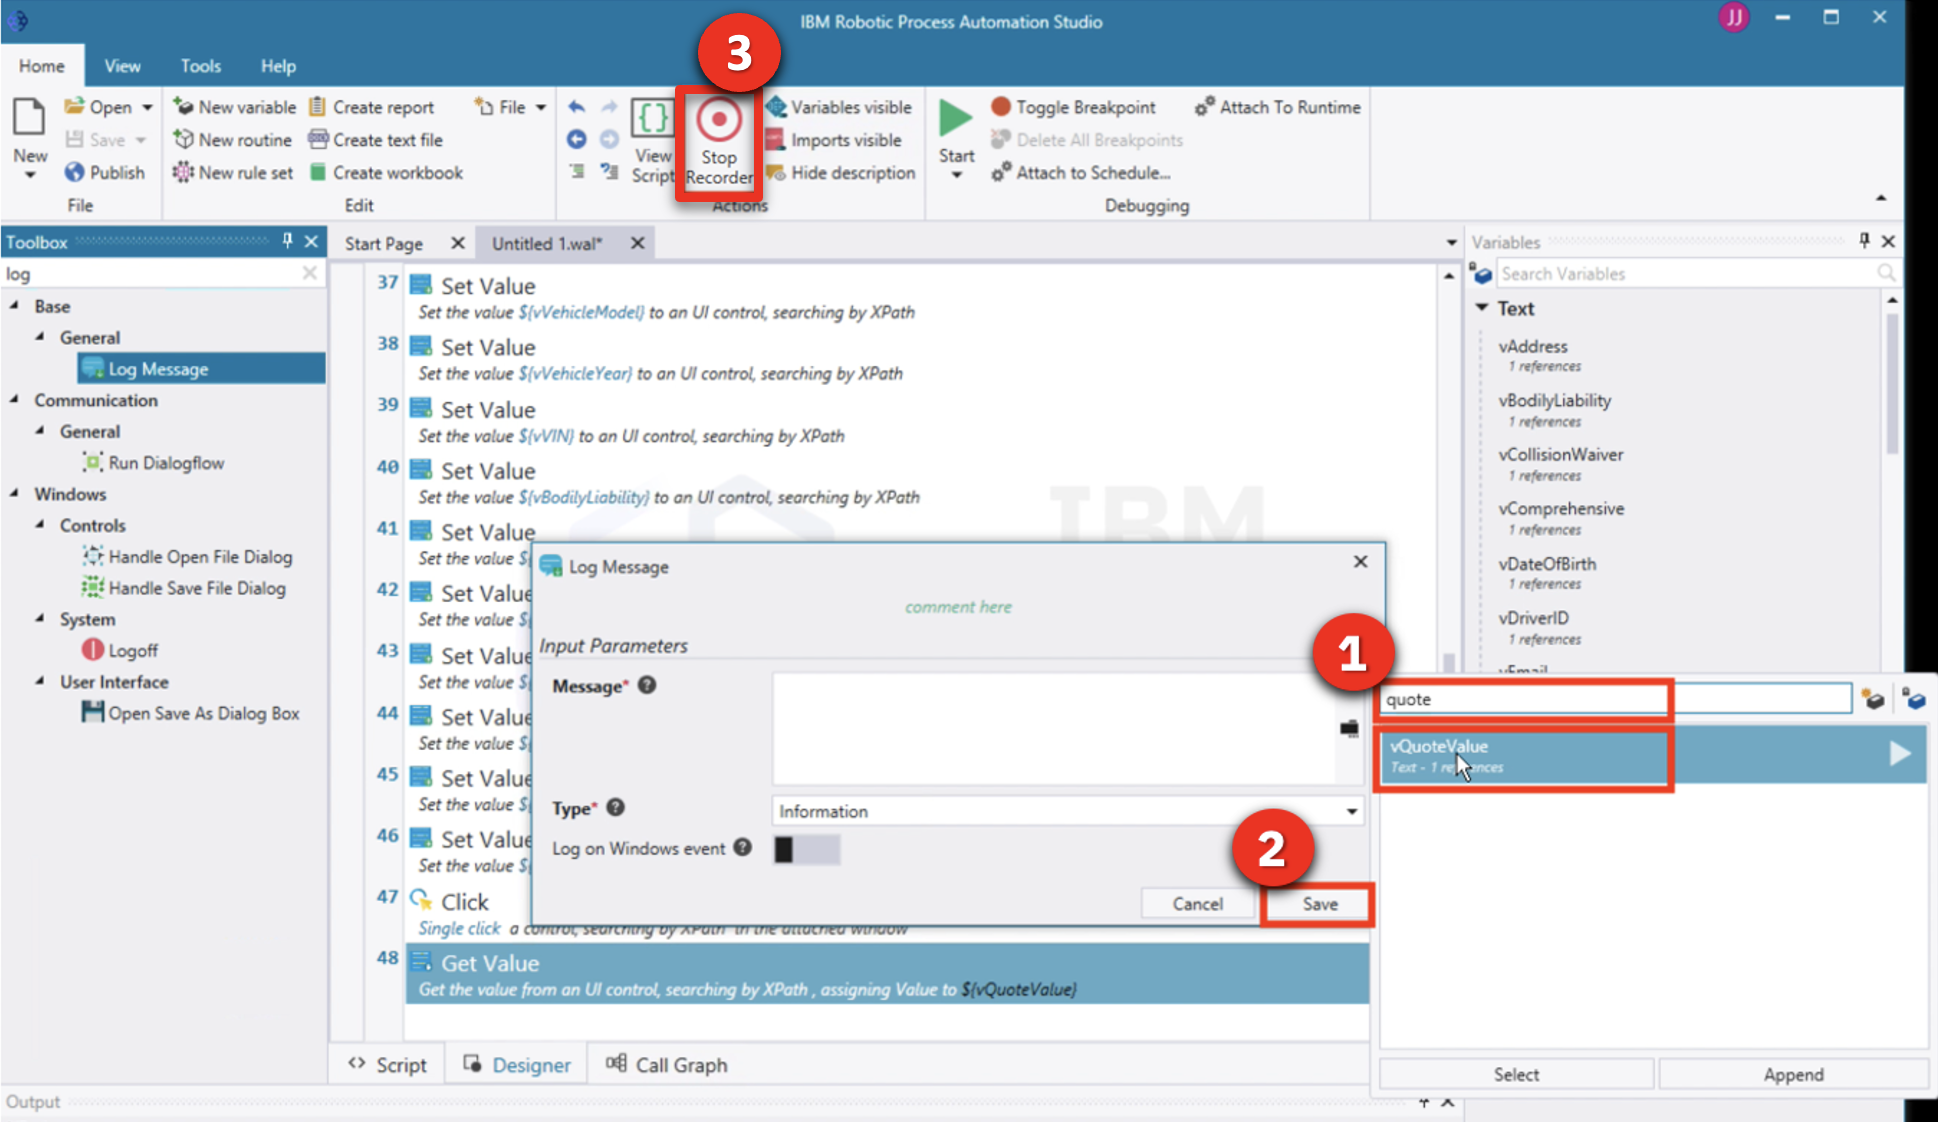 IBM Robotic Process Automation Studio
JJ
3
Home
View
Tools
Help
New
Open
Save
Publish
File
New variable
New routine
New rule set
Create report
Create text file
Create workbook
File
Edit
View
Script
Stop
Recorder
Variables visible
Imports visible
Hide description
Actions
Start
Toggle Breakpoint
Delete All Breakpoints
Attach to Schedule...
Attach To Runtime
Debugging
Toolbox
log
Base
General
Log Message
Communication
General
Run Dialogflow
Windows
Controls
Handle Open File Dialog
Handle Save File Dialog
System
Logoff
User Interface
Open Save As Dialog Box
Start Page
Untitled 1.wal*
37 Set Value
Set the value ${vVehicleModel} to an UI control, searching by XPath
38 Set Value
Set the value ${vVehicleYear} to an UI control, searching by XPath
39 Set Value
Set the value ${vVIN} to an UI control, searching by XPath
40 Set Value
Set the value ${vBodilyLiability} to an UI control, searching by XPath
IBM
41 Set Value
Set the value $
42 Set Value
Set the value $
43 Set Value
Set the value $
44 Set Value
Set the value $
45 Set Value
Set the value $
46 Set Value
Set the value $
47 Click
Single click a control, searching by XPath in the attached window
48 Get Value
Get the value from an UI control, searching by XPath , assigning Value to ${vQuoteValue}
Log Message
comment here
Input Parameters
Message*
Type*
Information
Log on Windows event
2
Cancel
Save
Script
Designer
Call Graph
Output
Variables
Search Variables
Text
vAddress
1 references
vBodilyLiability
1 references
vCollisionWaiver
1 references
vComprehensive
1 references
vDateOfBirth
1 references
vDriverID
1 references
vEmail
1
quote
vQuoteValue
Text - 1 references
Select
Append